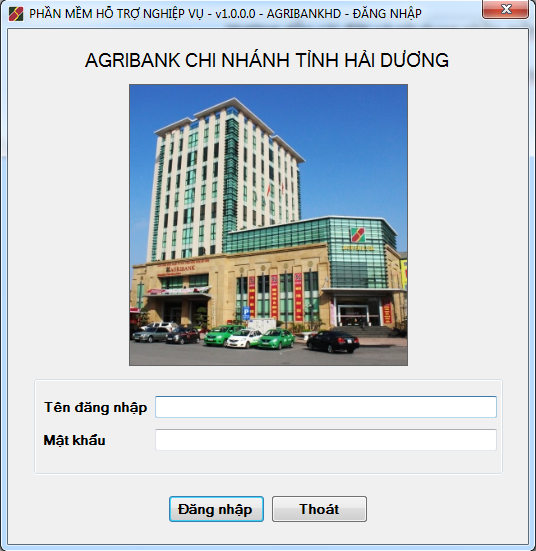 PHẦN MỀM HỖ TRỢ NGHIỆP VỤ - v1.0.0.0 - AGRIBANKHD - ĐĂNG NHẬP
AGRIBANK CHI NHÁNH TỈNH HẢI DƯƠNG
AGRIBANK
P
Tên đăng nhập
Mật khẩu
Đăng nhập
Thoát